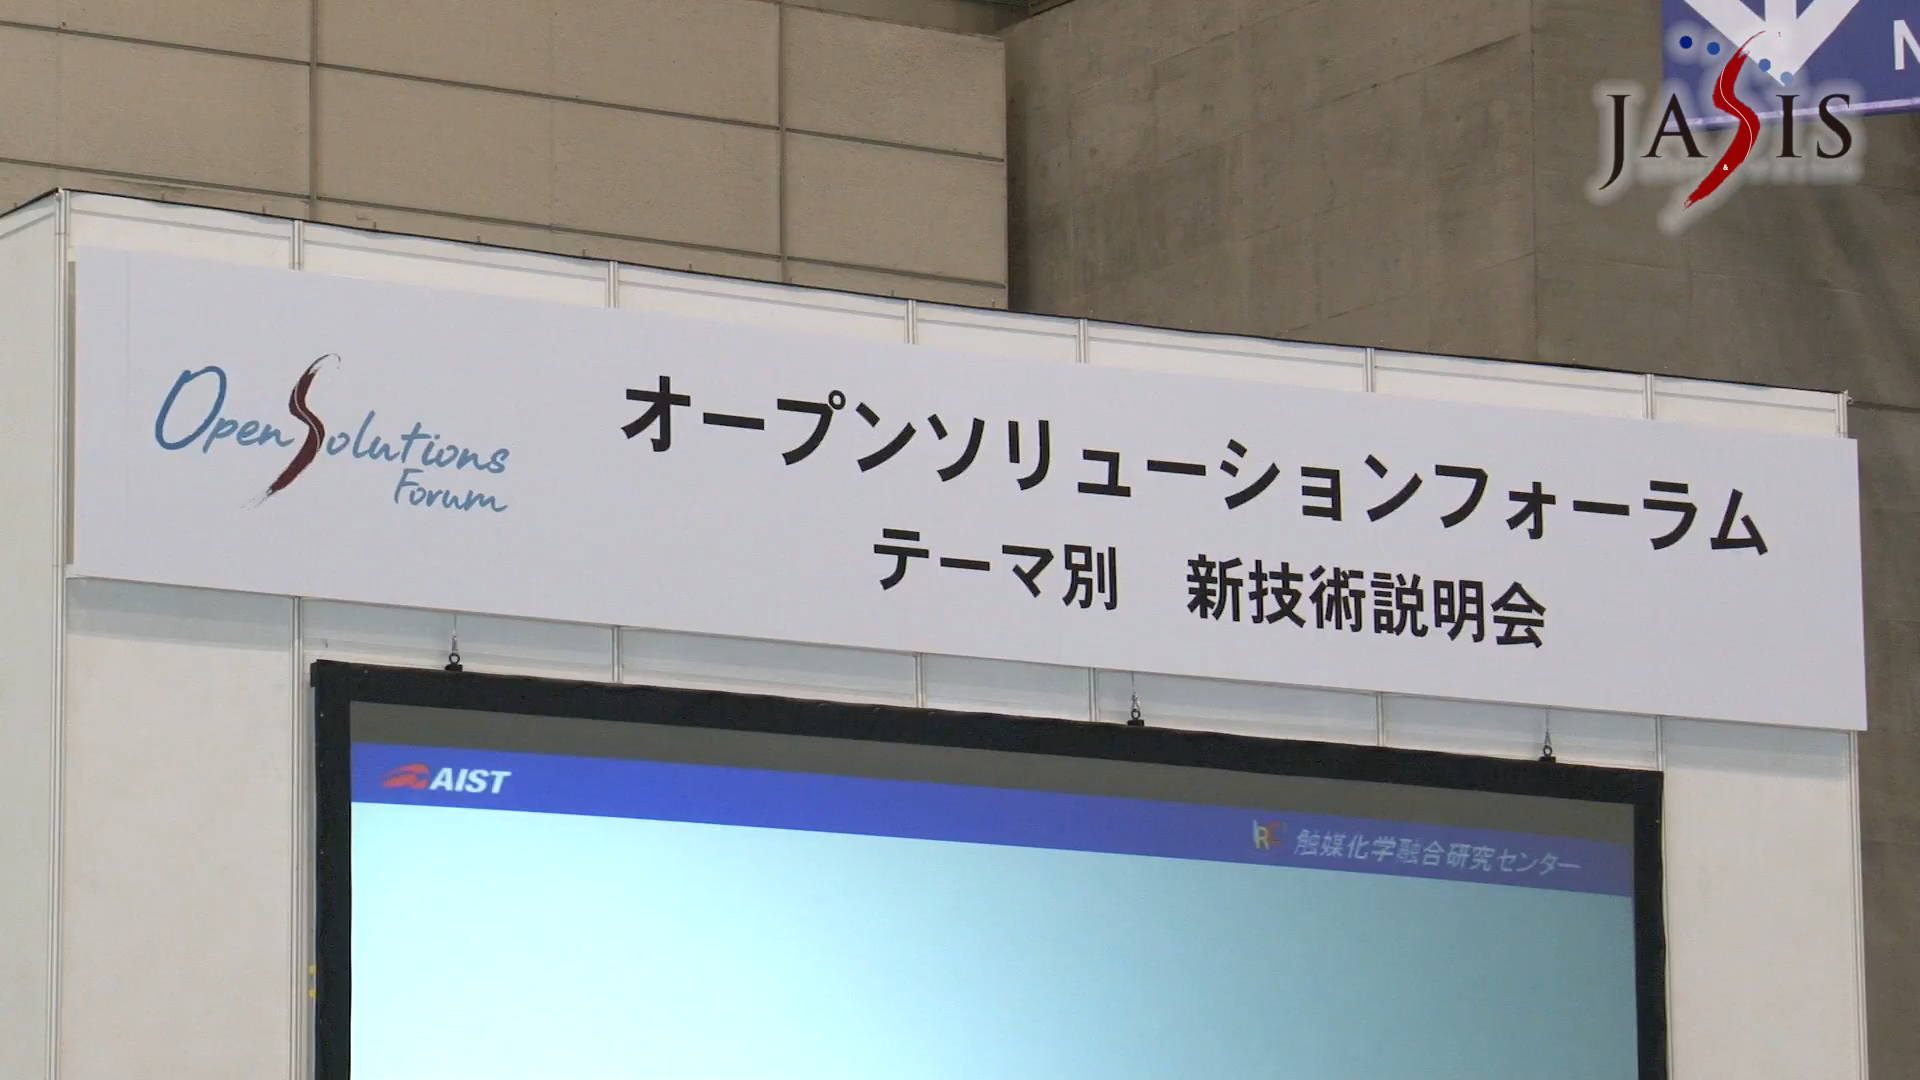 JASIS
Open Solutions
Forum
オープンソリューションフォーラム
テーマ別　新技術説明会
AIST
触媒化学融合研究センター